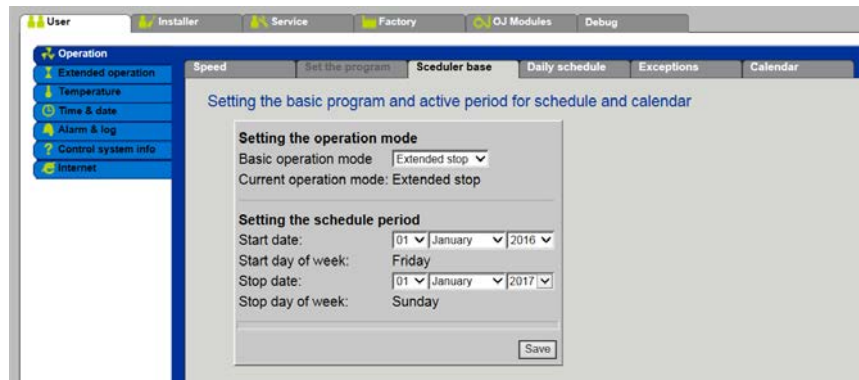 User Installer Service Factory OJ Modules Debug
Operation
Extended operation
Temperature
Time & date
Alarm & log
Control system info
Internet
Speed Set the program Sceduler base Daily schedule Exceptions Calendar
Setting the basic program and active period for schedule and calendar
Setting the operation mode
Basic operation mode Extended stop
Current operation mode: Extended stop
Setting the schedule period
Start date: 01 January 2016
Start day of week: Friday
Stop date: 01 January 2017
Stop day of week: Sunday
Save